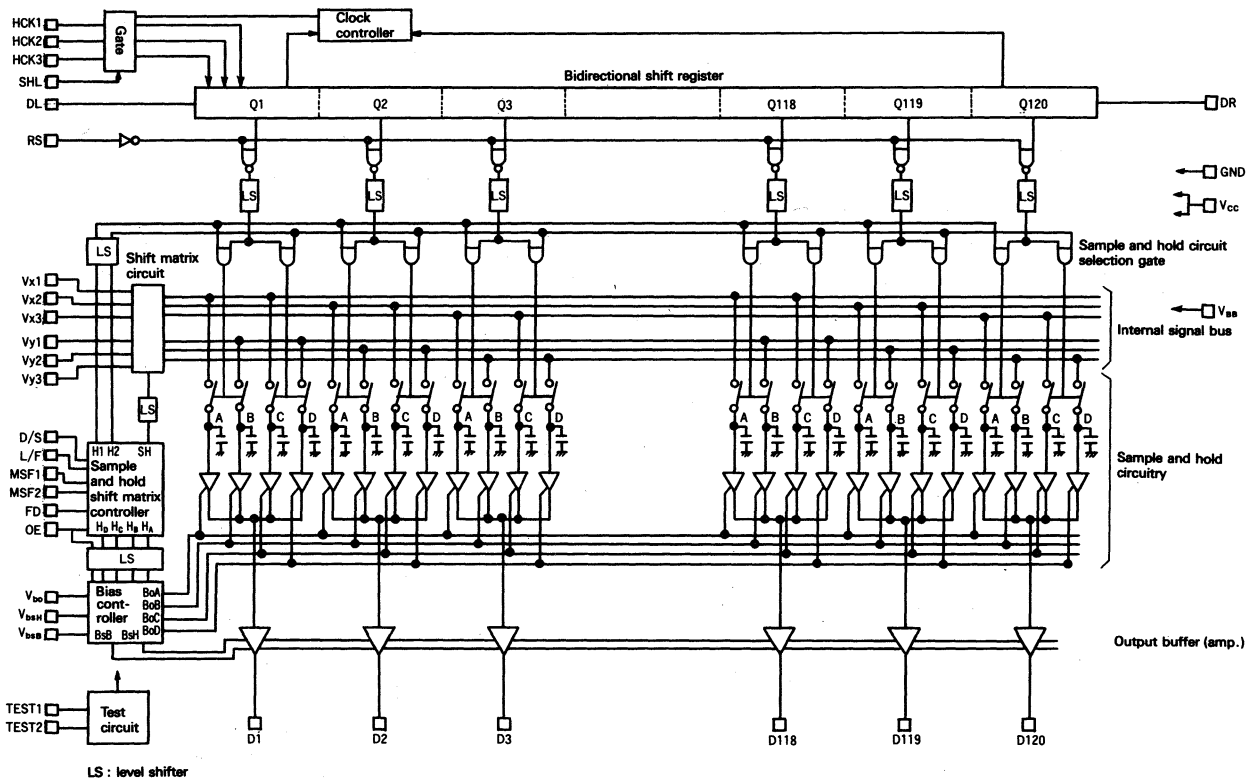 HCK1
HCK2
HCK3
SHL
DL
Gate
Clock
controller
Bidirectional shift register
Q1 Q2 Q3 Q118 Q119 Q120
DR
RS
GND
VCC
LS LS LS LS LS LS
LS
Shift matrix
circuit
Sample and hold circuit
selection gate
Vx1
Vx2
Vx3
Vy1
Vy2
Vy3
VBB
Internal signal bus
LS
A B C D A B C D A B C D A B C D A B C D A B C D
D/S
L/F
MSF1
MSF2
FD
OE
H1 H2 SH
Sample
and hold
shift matrix
controller
HD HC HB HA
Sample and hold
circuitry
LS
Vbo
VbsH
VbsB
Bias
cont-
roller
BoA
BoB
BoC
BoD
BsB BsH
Output buffer (amp.)
TEST1
TEST2
Test
circuit
D1 D2 D3 D118 D119 D120
LS : level shifter